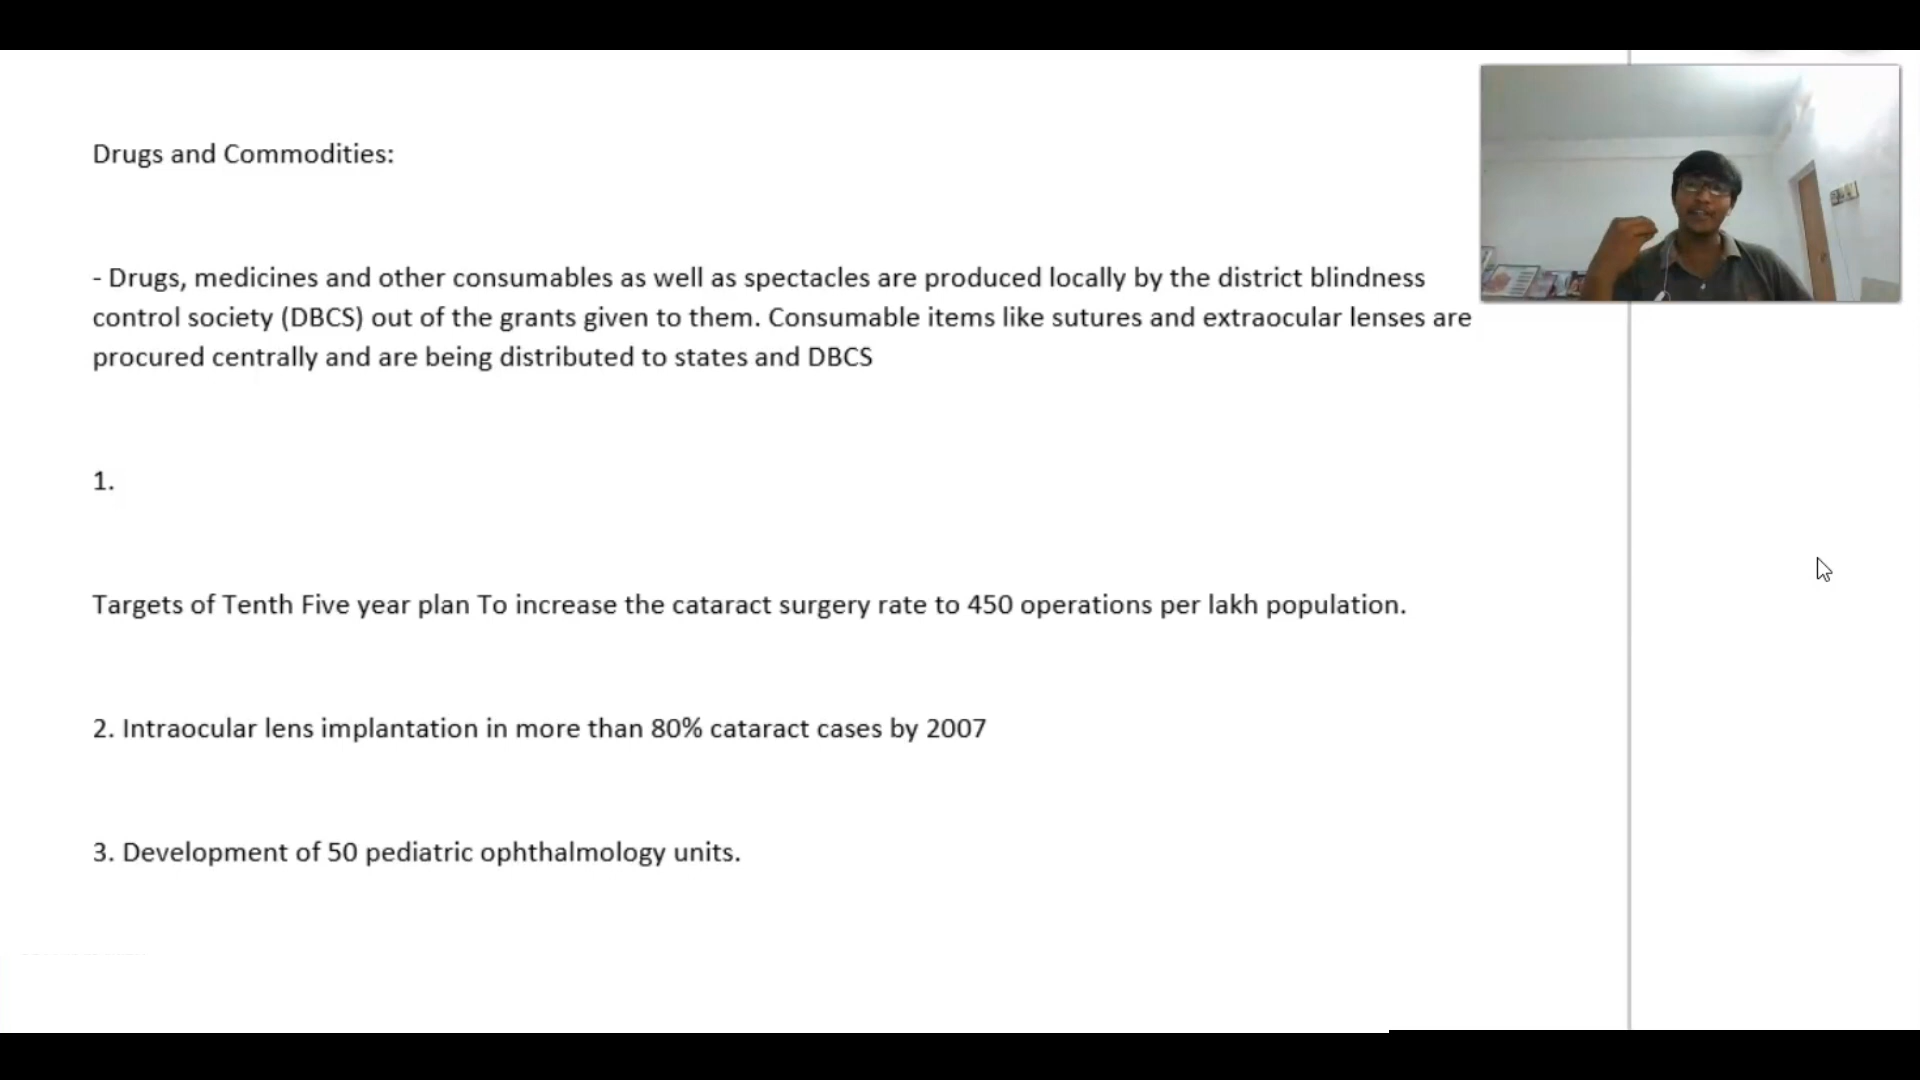 Drugs and Commodities:
- Drugs, medicines and other consumables as well as spectacles are produced locally by the district blindness
control society (DBCS) out of the grants given to them. Consumable items like sutures and extraocular lenses are
procured centrally and are being distributed to states and DBCS
1.
Targets of Tenth Five year plan To increase the cataract surgery rate to 450 operations per lakh population.
2. Intraocular lens implantation in more than 80% cataract cases by 2007
3. Development of 50 pediatric ophthalmology units.